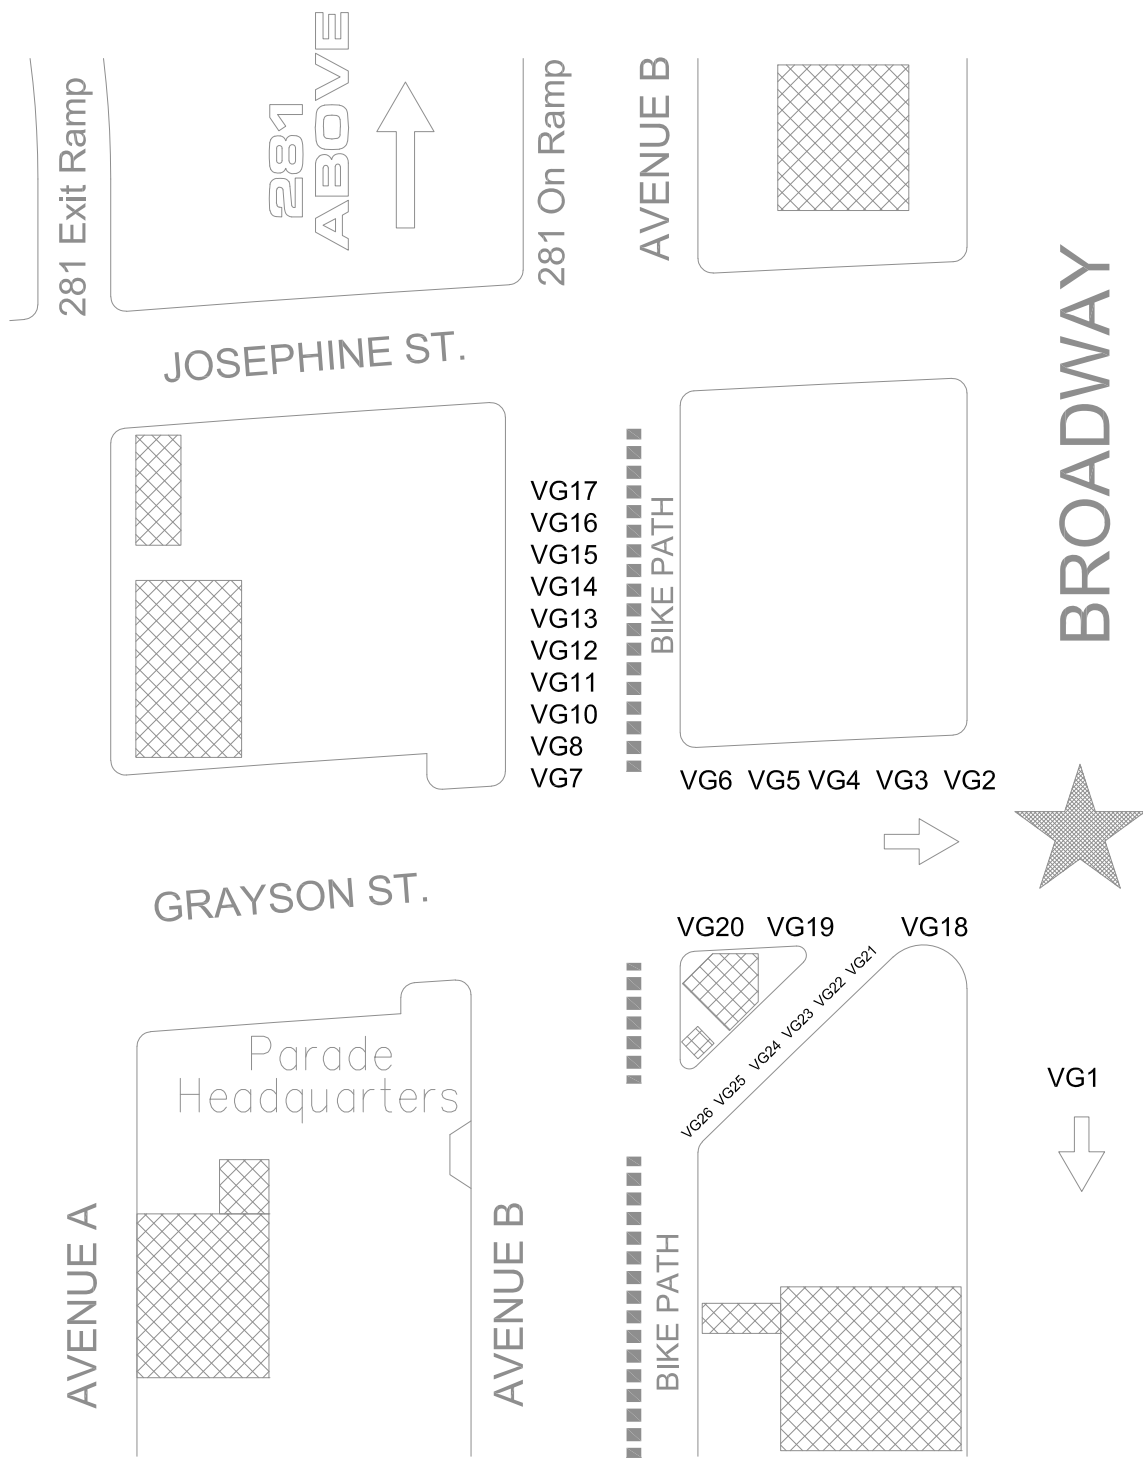 281
ABOVE
281 Exit Ramp
281 On Ramp
AVENUE B
BROADWAY
JOSEPHINE ST.
VG17
VG16
VG15
VG14
VG13
VG12
VG11
VG10
VG8
VG7
BIKE PATH
VG6 VG5 VG4 VG3 VG2
GRAYSON ST.
VG20 VG19 VG18
VG21
VG22
VG23
VG24
VG25
VG26
VG1
Parade
Headquarters
AVENUE A
AVENUE B
BIKE PATH